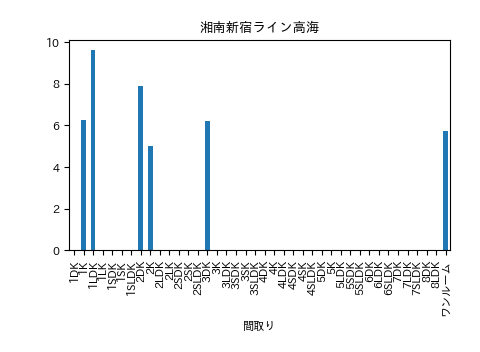 湘南新宿ライン高海
10
8
6
4
2
0
1DK
1K
1LDK
1LK
1SDK
1SK
1SLDK
2DK
2K
2LDK
2LK
2SDK
2SK
2SLDK
3DK
3K
3LDK
3SDK
3SK
3SLDK
4DK
4K
4LDK
4SDK
4SK
4SLDK
5DK
5K
5LDK
5SDK
5SLDK
6DK
6LDK
6SLDK
7DK
7LDK
7SLDK
8DK
8LDK
ワンルーム
間取り